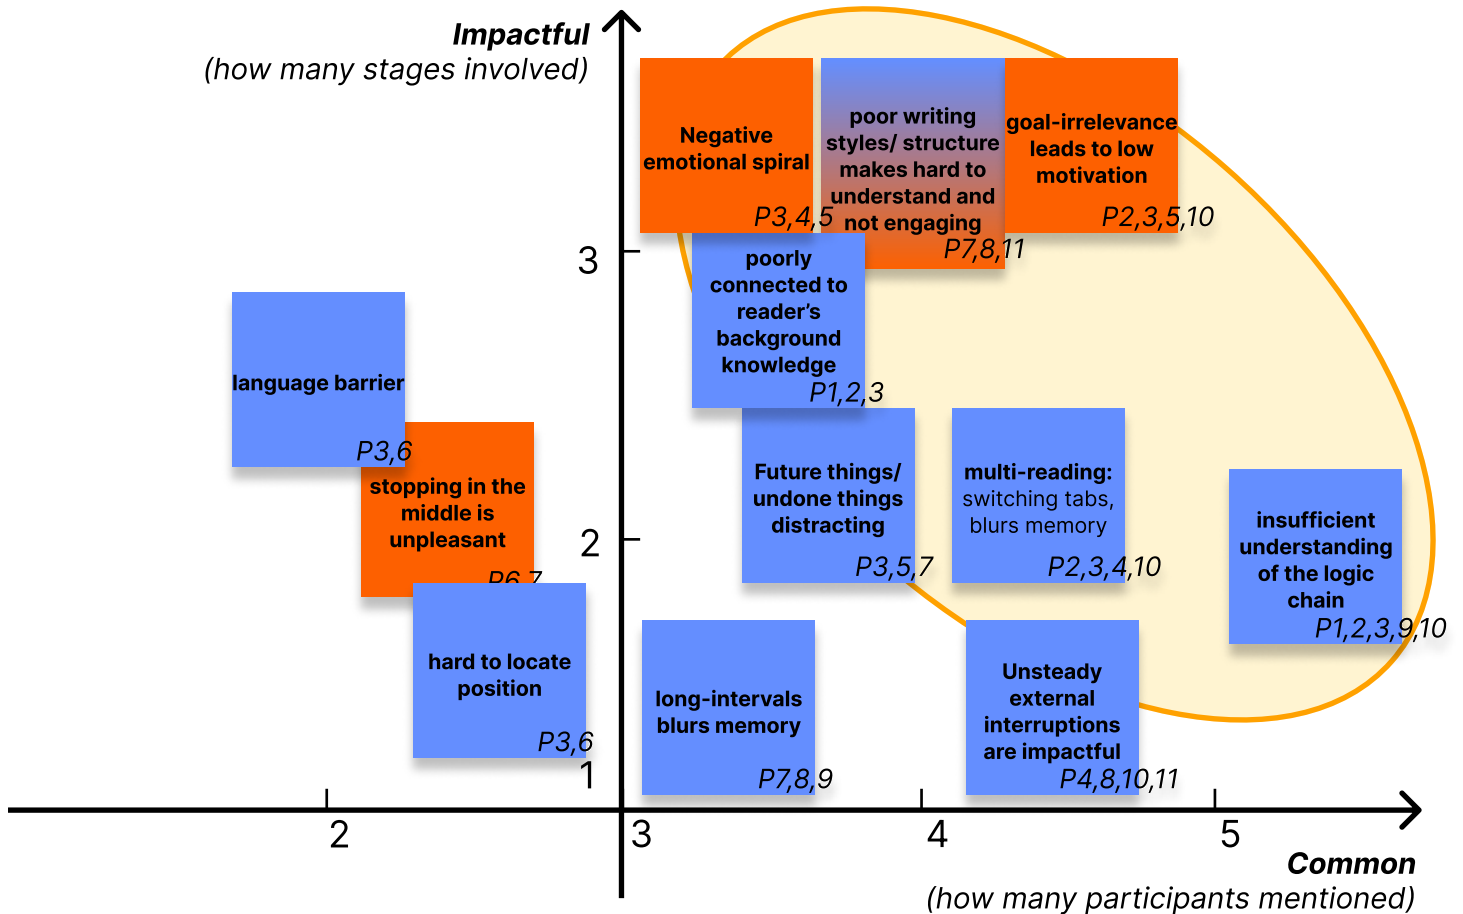 Impactful
(how many stages involved)
Negative
emotional spiral
P3,4,5
poor writing
styles/ structure
makes hard to
understand and
not engaging
P7,8,11
goal-irrelevance
leads to low
motivation
P2,3,5,10
3
poorly
connected to
reader’s
background
knowledge
P1,2,3
language barrier
P3,6
stopping in the
middle is
unpleasant
P6,7
2
Future things/
undone things
distracting
P3,5,7
multi-reading:
switching tabs,
blurs memory
P2,3,4,10
insufficient
understanding
of the logic
chain
P1,2,3,9,10
hard to locate
position
P3,6
long-intervals
blurs memory
P7,8,9
Unsteady
external
interruptions
are impactful
P4,8,10,11
1
2
3
4
5
Common
(how many participants mentioned)